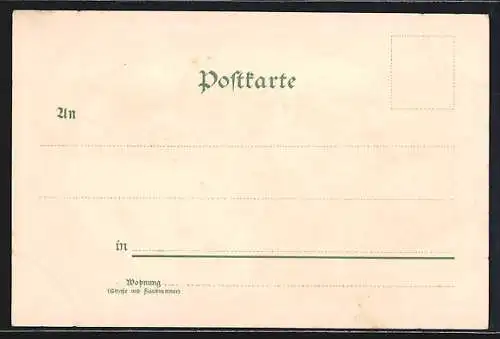 Postkarte
An
in
Wohnung
(Straße und Hausnummer)